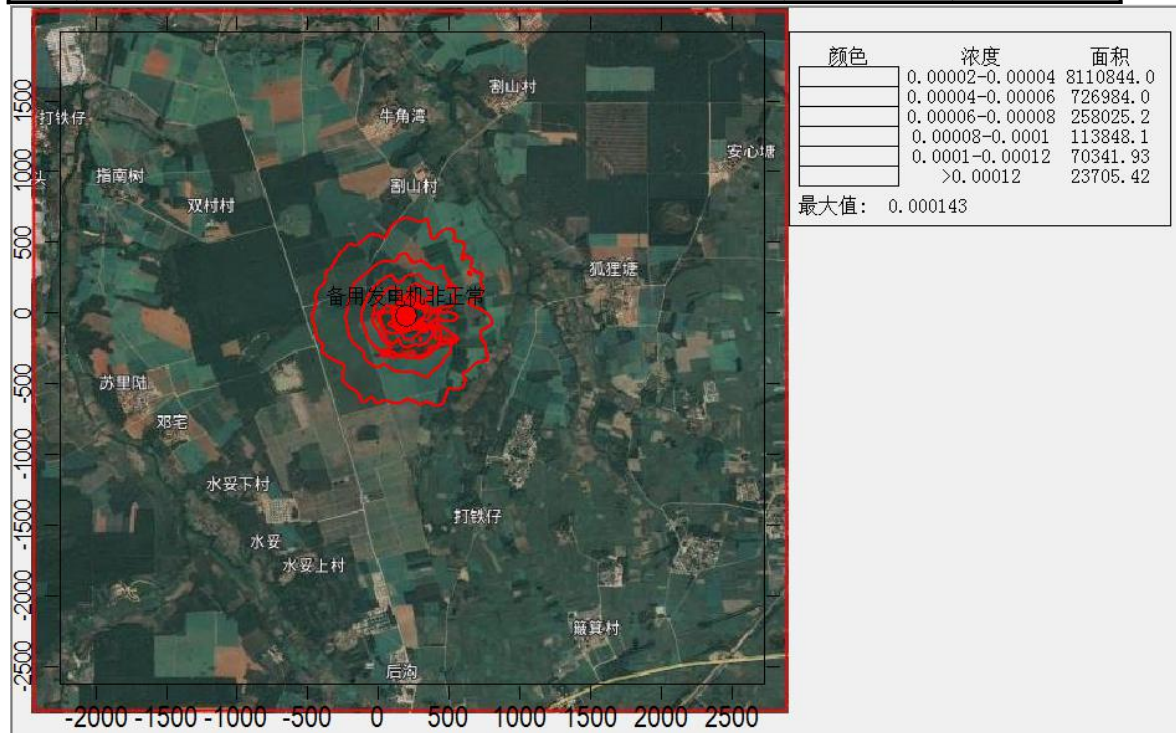 颜色 浓度 面积
0.00002-0.00004 8110844.0
0.00004-0.00006 726984.0
0.00006-0.00008 258025.2
0.00008-0.0001 113848.1
0.0001-0.00012 70341.93
>0.00012 23705.42
最大值: 0.000143
割山村
打铁仔
牛角湾
安心塘
指南树
割山村
双村村
狐狸塘
备用发电机非正常
苏里陆
邓宅
水妥下村
打铁仔
水妥
水妥上村
簸箕村
后沟
1500
1000
500
0
-500
-1000
-1500
-2000
-2500
-2000 -1500 -1000 -500 0 500 1000 1500 2000 2500